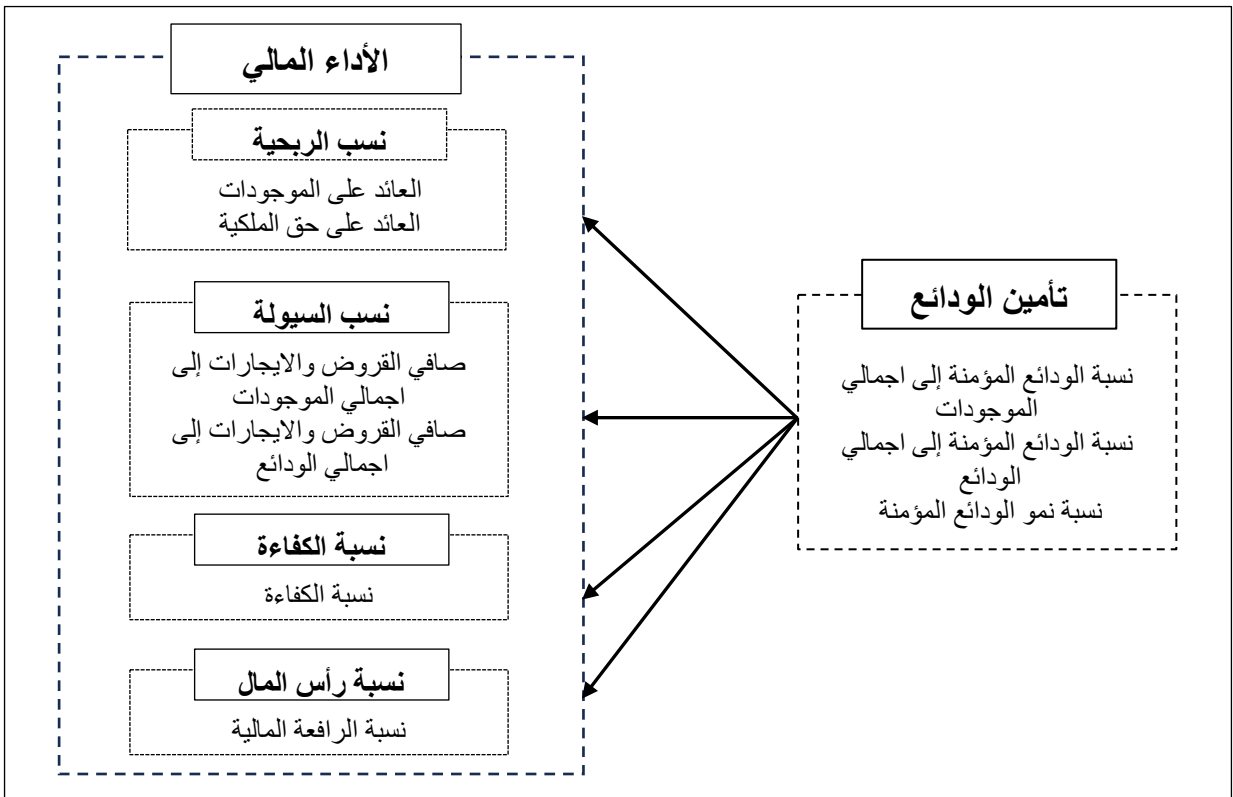 الأداء المالي
نسب الربحية
العائد على الموجودات
العائد على حق الملكية
نسب السيولة
صافي القروض والايجارات إلى
اجمالي الموجودات
صافي القروض والايجارات إلى
اجمالي الودائع
نسبة الكفاءة
نسبة الكفاءة
نسبة رأس المال
نسبة الرافعة المالية
تأمين الودائع
نسبة الودائع المؤمنة إلى اجمالي
الموجودات
نسبة الودائع المؤمنة إلى اجمالي
الودائع
نسبة نمو الودائع المؤمنة